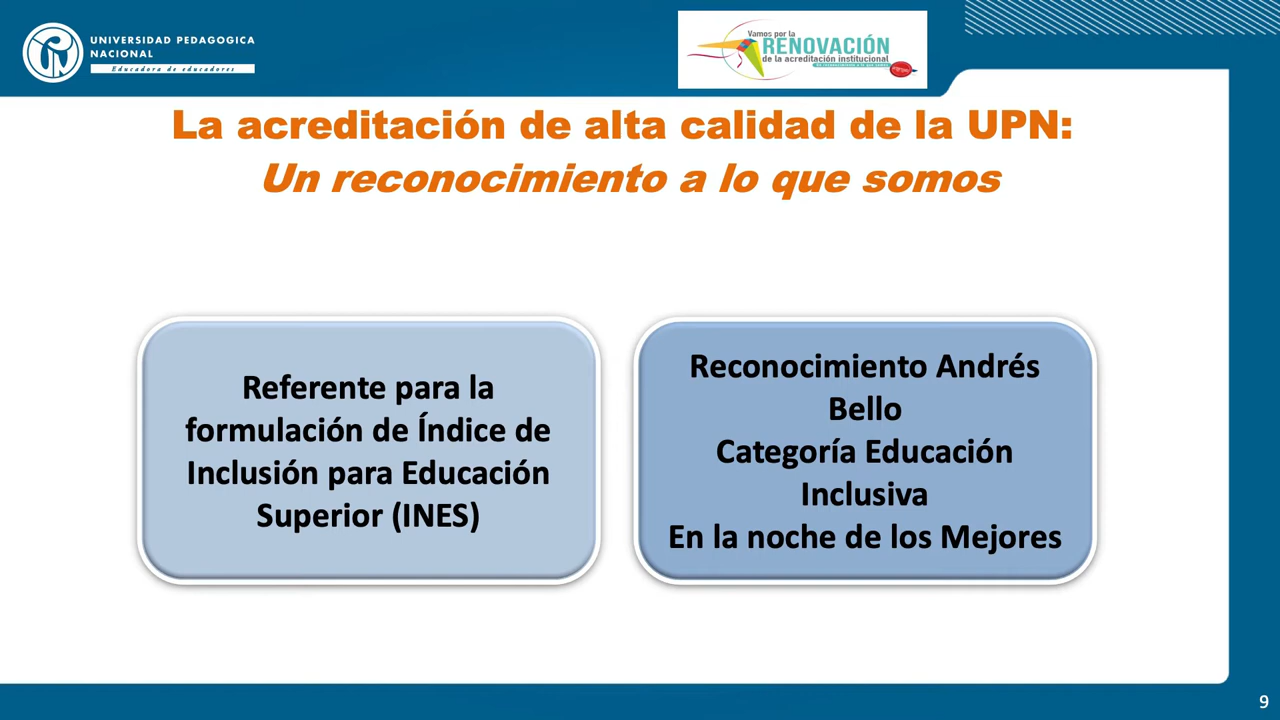 UNIVERSIDAD PEDAGOGICA
NACIONAL
Educadora de educadores
Vamos por la
RENOVACIÓN
de la acreditación institucional
La acreditación de alta calidad de la UPN:
Un reconocimiento a lo que somos
Referente para la
formulación de Índice de
Inclusión para Educación
Superior (INES)
Reconocimiento Andrés
Bello
Categoría Educación
Inclusiva
En la noche de los Mejores
9